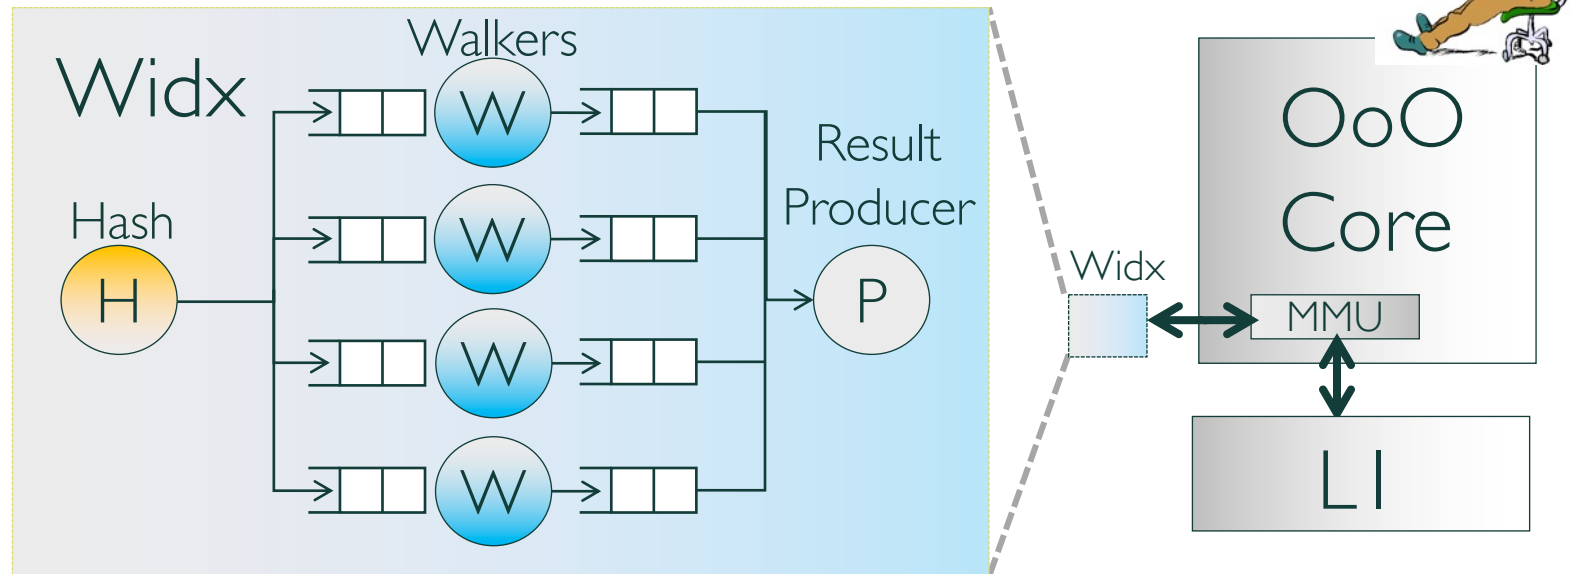 Widx
Walkers
Hash
H
W
W
W
W
Result
Producer
P
Widx
OoO
Core
MMU
L1